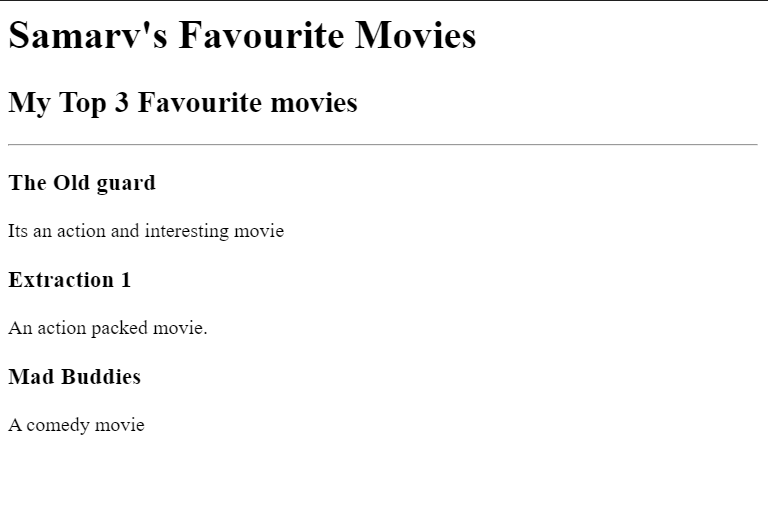 Samarv's Favourite Movies
My Top 3 Favourite movies
The Old guard
Its an action and interesting movie
Extraction 1
An action packed movie.
Mad Buddies
A comedy movie